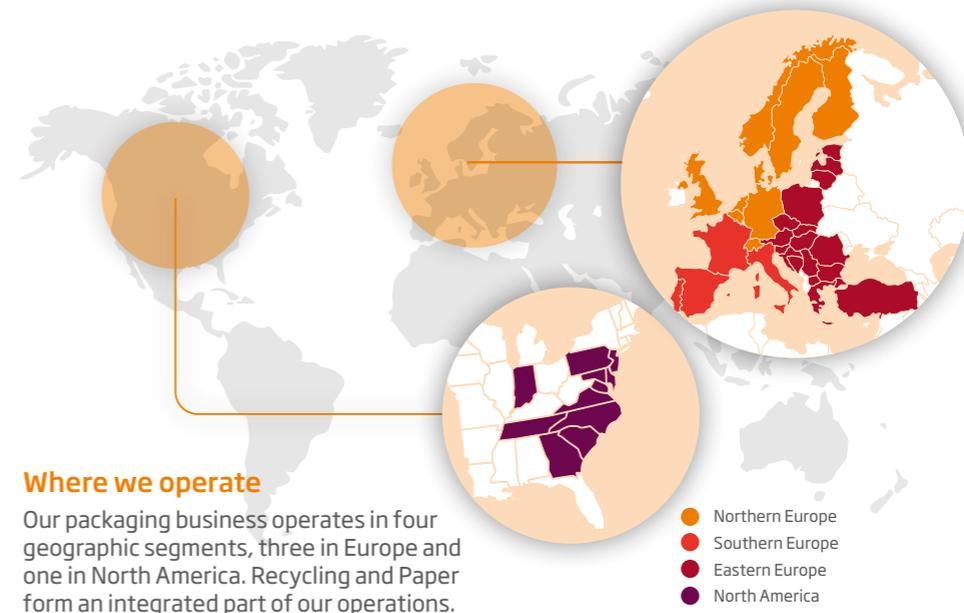 Where we operate
Our packaging business operates in four
geographic segments, three in Europe and
one in North America. Recycling and Paper
form an integrated part of our operations.
Northern Europe
Southern Europe
Eastern Europe
North America